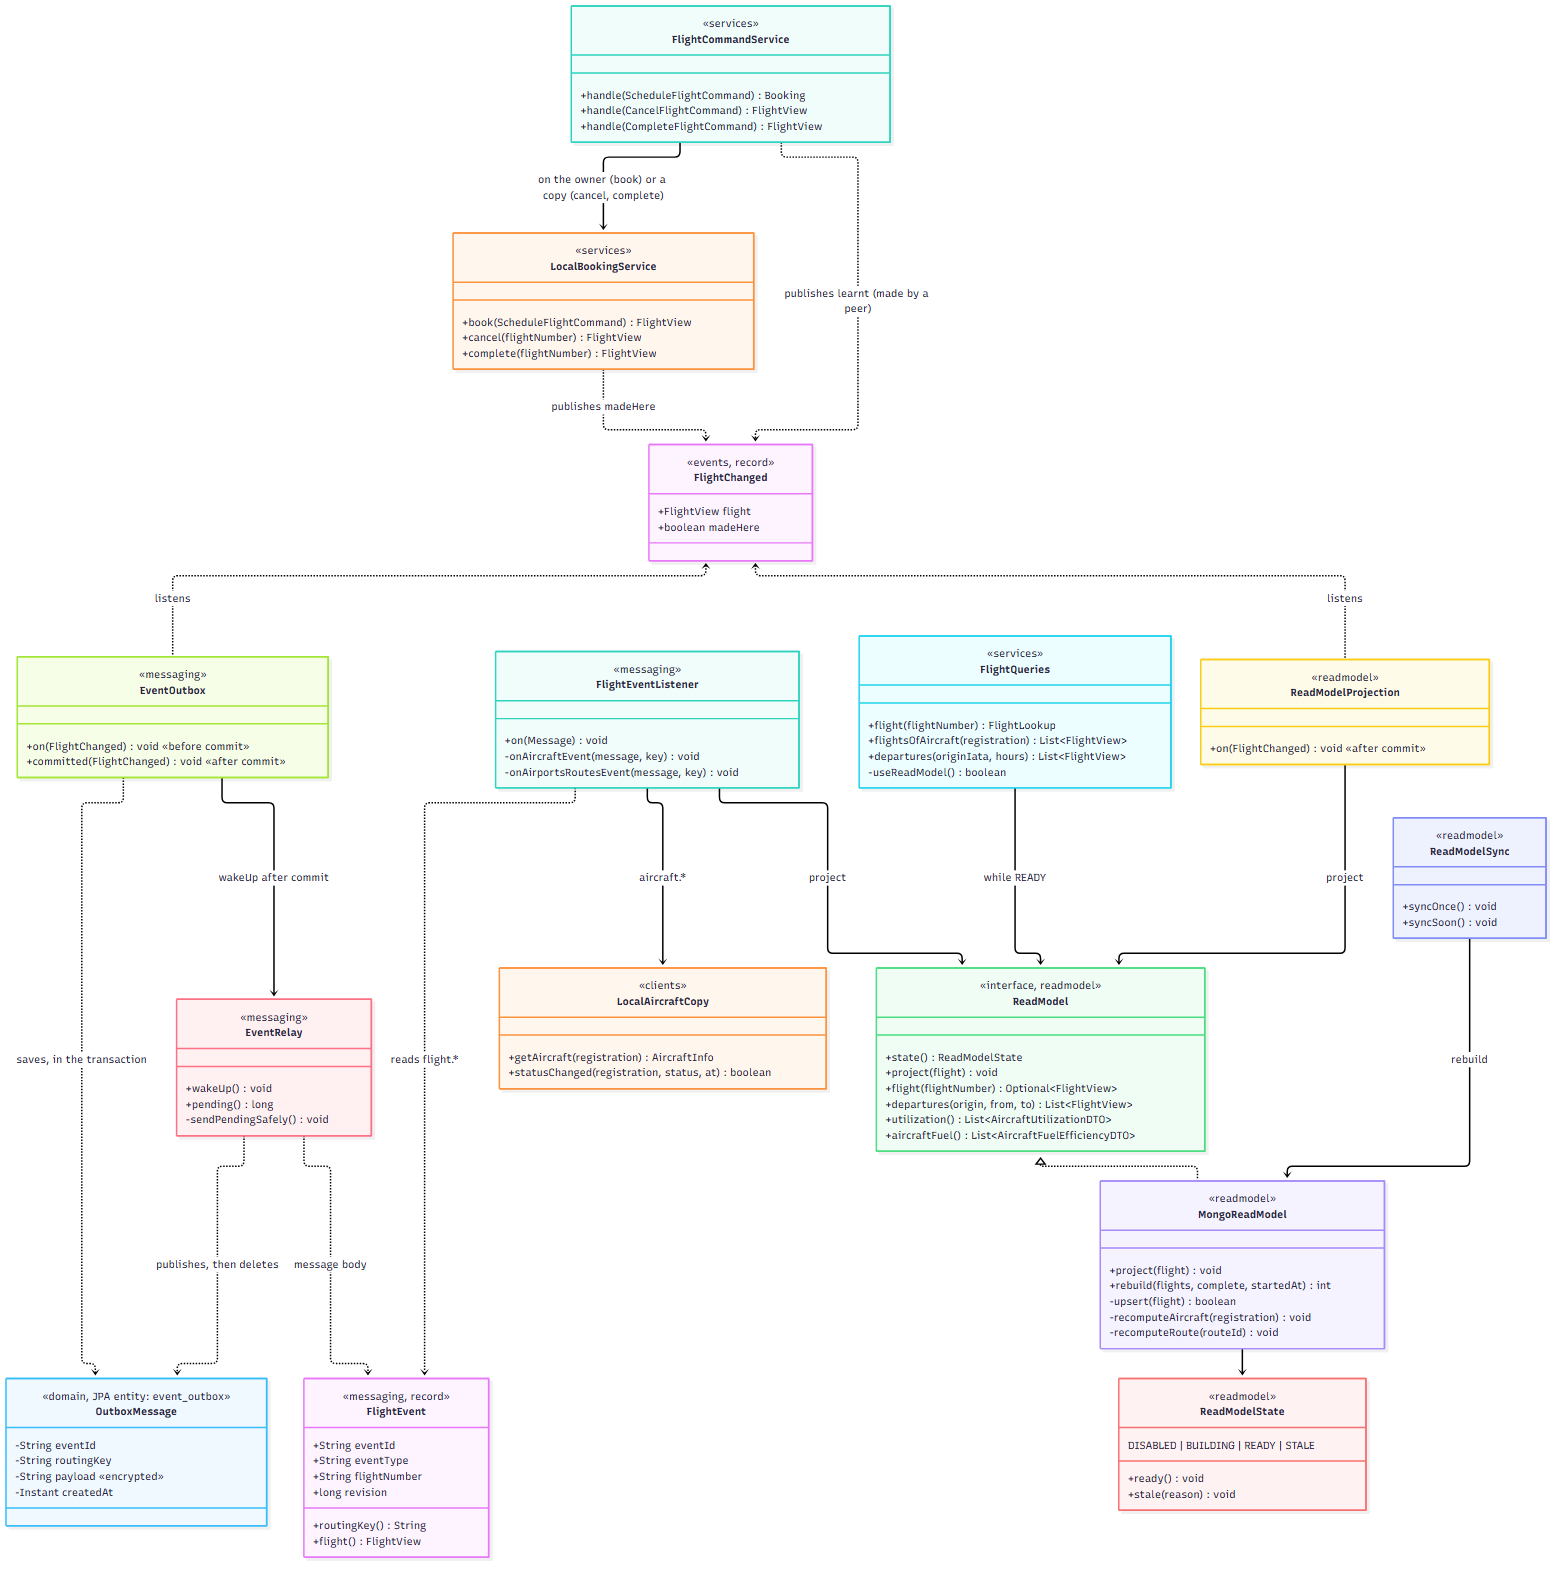 «services»
FlightCommandService
+handle(ScheduleFlightCommand) : Booking
+handle(CancelFlightCommand) : FlightView
+handle(CompleteFlightCommand) : FlightView
on the owner (book) or a
copy (cancel, complete)
«services»
LocalBookingService
+book(ScheduleFlightCommand) : FlightView
+cancel(flightNumber) : FlightView
+complete(flightNumber) : FlightView
publishes learnt (made by a
peer)
publishes madeHere
«events, record»
FlightChanged
+FlightView flight
+boolean madeHere
listens
listens
«messaging»
EventOutbox
+on(FlightChanged) : void «before commit»
+committed(FlightChanged) : void «after commit»
«messaging»
FlightEventListener
+on(Message) : void
-onAircraftEvent(message, key) : void
-onAirportsRoutesEvent(message, key) : void
«services»
FlightQueries
+flight(flightNumber) : FlightLookup
+flightsOfAircraft(registration) : List<FlightView>
+departures(originIata, hours) : List<FlightView>
-useReadModel() : boolean
«readmodel»
ReadModelProjection
+on(FlightChanged) : void «after commit»
«readmodel»
ReadModelSync
+syncOnce() : void
+syncSoon() : void
wakeUp after commit
aircraft.*
project
while READY
project
«messaging»
EventRelay
+wakeUp() : void
+pending() : long
-sendPendingSafely() : void
«clients»
LocalAircraftCopy
+getAircraft(registration) : AircraftInfo
+statusChanged(registration, status, at) : boolean
«interface, readmodel»
ReadModel
+state() : ReadModelState
+project(flight) : void
+flight(flightNumber) : Optional<FlightView>
+departures(origin, from, to) : List<FlightView>
+utilization() : List<AircraftUtilizationDTO>
+aircraftFuel() : List<AircraftFuelEfficiencyDTO>
saves, in the transaction
reads flight.*
rebuild
«readmodel»
MongoReadModel
+project(flight) : void
+rebuild(flights, complete, startedAt) : int
-upsert(flight) : boolean
-recomputeAircraft(registration) : void
-recomputeRoute(routeId) : void
publishes, then deletes
message body
«domain, JPA entity: event_outbox»
OutboxMessage
-String eventId
-String routingKey
-String payload «encrypted»
-Instant createdAt
«messaging, record»
FlightEvent
+String eventId
+String eventType
+String flightNumber
+long revision
+routingKey() : String
+flight() : FlightView
«readmodel»
ReadModelState
DISABLED | BUILDING | READY | STALE
+ready() : void
+stale(reason) : void